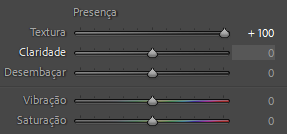 Presença
Textura +100
Claridade 0
Desembaçar 0
Vibração 0
Saturação 0